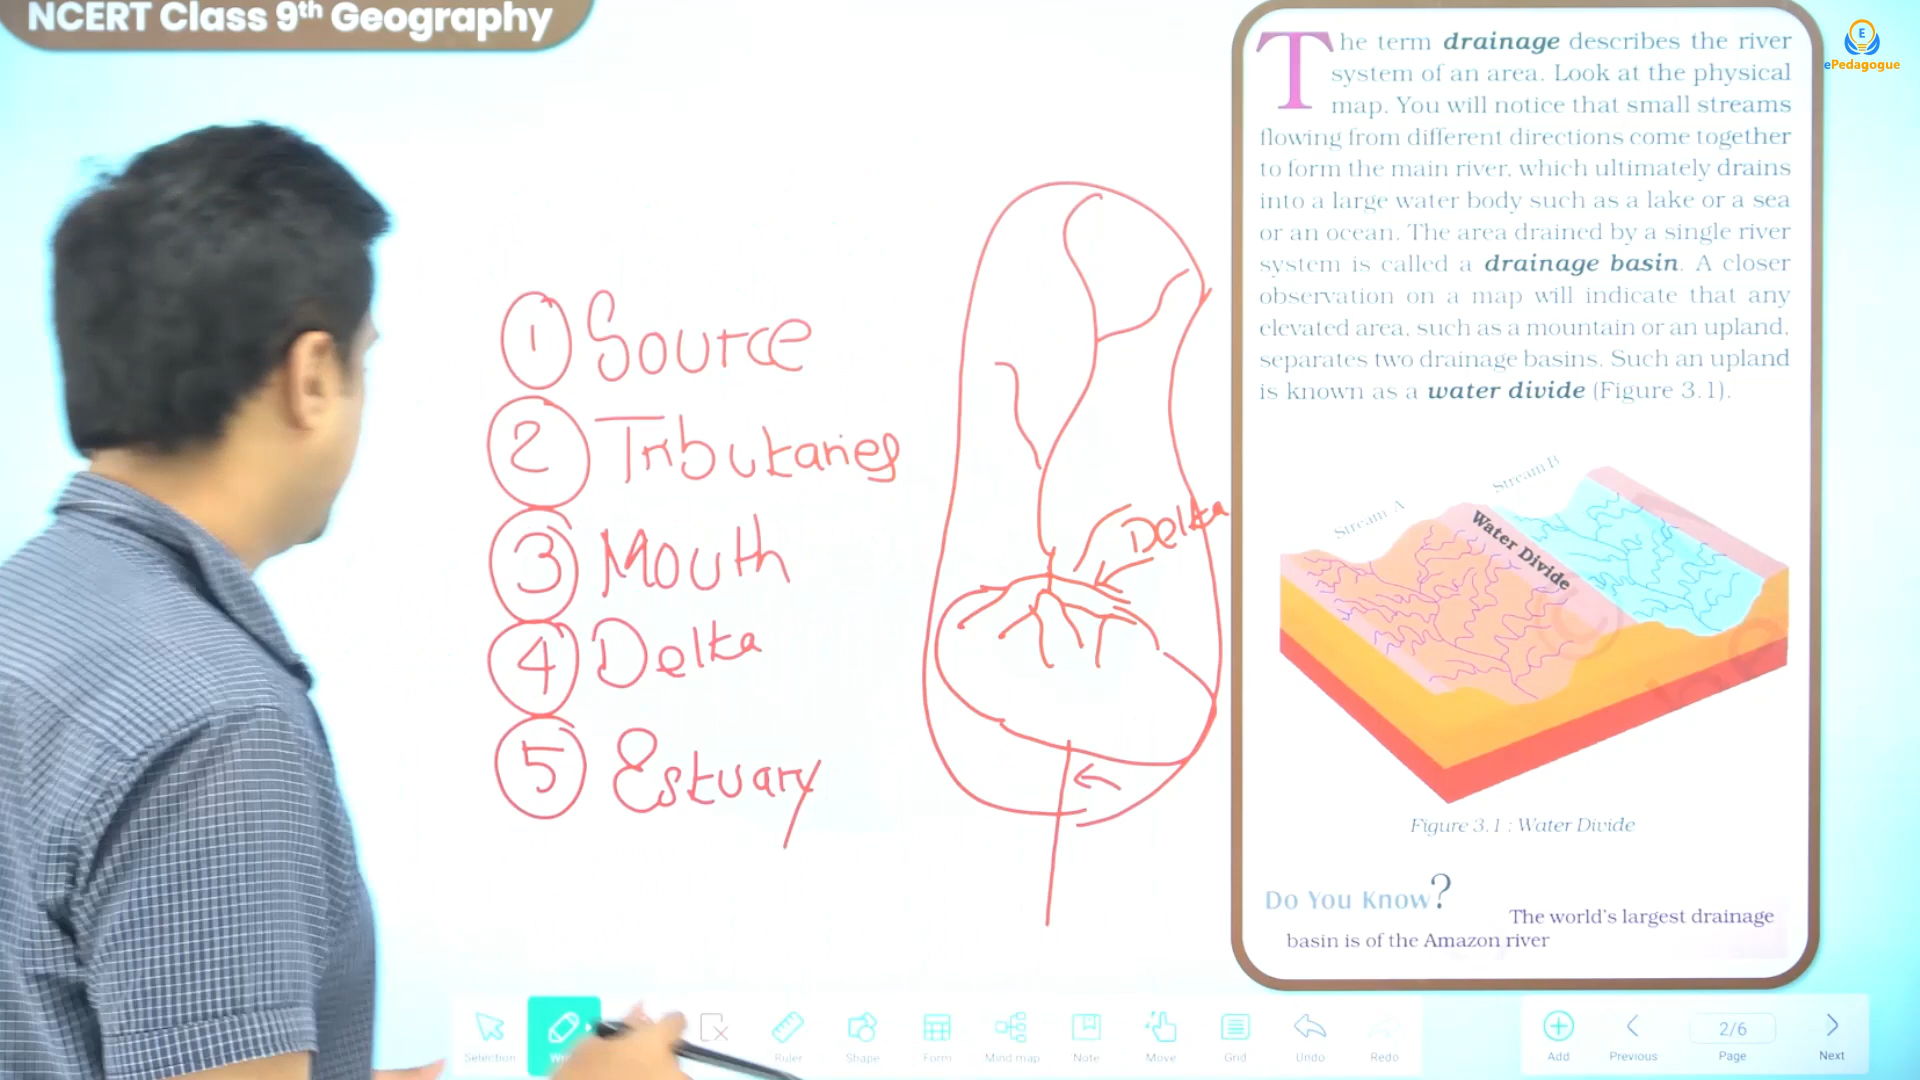 NCERT Class 9th Geography
① Source
② Tributaries
③ Mouth
④ Delta
⑤ Estuary
Delta
The term drainage describes the river
system of an area. Look at the physical
map. You will notice that small streams
flowing from different directions come together
to form the main river, which ultimately drains
into a large water body such as a lake or a sea
or an ocean. The area drained by a single river
system is called a drainage basin. A closer
observation on a map will indicate that any
elevated area, such as a mountain or an upland,
separates two drainage basins. Such an upland
is known as a water divide (Figure 3.1).
Stream A
Stream B
Water Divide
Figure 3.1 : Water Divide
Do You Know?
The world's largest drainage
basin is of the Amazon river
E
ePedagogue
Selection
Ruler
Shape
Form
Mind map
Note
Move
Grid
Undo
Redo
Add
Previous
2/6
Page
Next